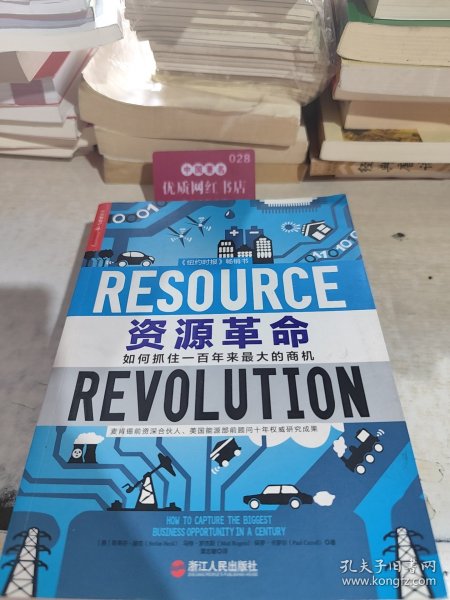 028
中国著名
优质网红书店
《纽约时报》畅销书
RESOURCE
资源革命
如何抓住一百年来最大的商机
REVOLUTION
麦肯锡前资深合伙人、美国能源部前顾问十年权威研究成果
HOW TO CAPTURE THE BIGGEST
BUSINESS OPPORTUNITY IN A CENTURY
浙江人民出版社
孔夫子旧书网
book.kongfz.com